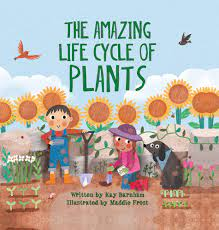 THE AMAZING
LIFE CYCLE OF
PLANTS
Written by Kay Barnham
Illustrated by Maddie Frost